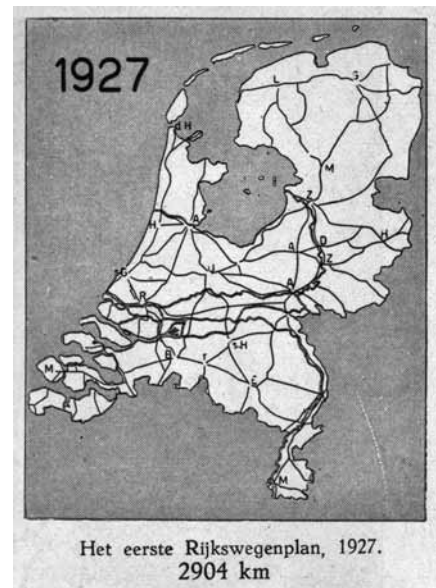 1927
L
G
H
M
Z
A
H
D
H
A
Z
U
A
R
H
B
T
E
M
M
Het eerste Rijkswegenplan, 1927.
2904 km